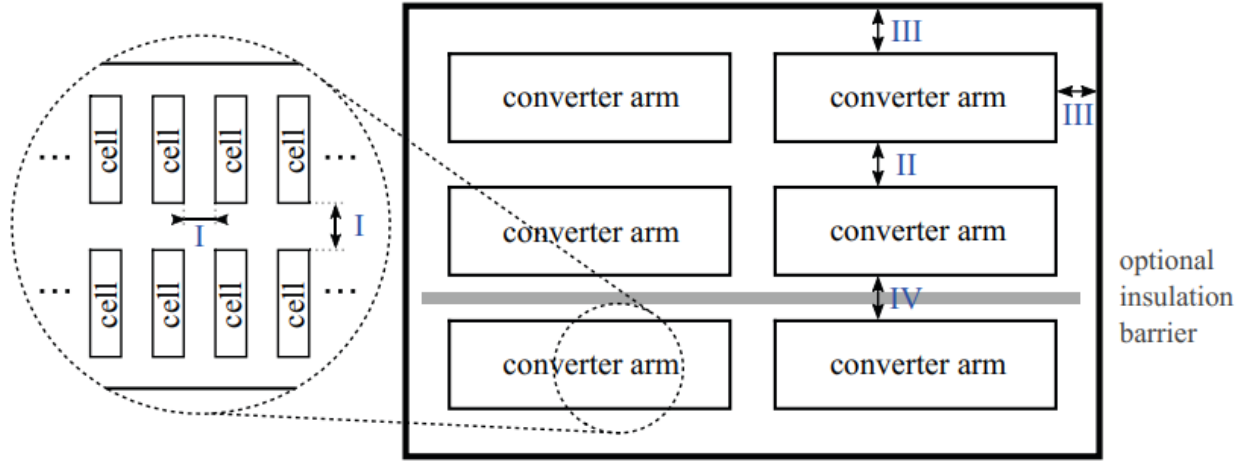 cell cell cell cell
... ...
I
I
cell cell cell cell
... ...
III
converter arm converter arm
III
II
converter arm converter arm
IV
converter arm converter arm
optional
insulation
barrier